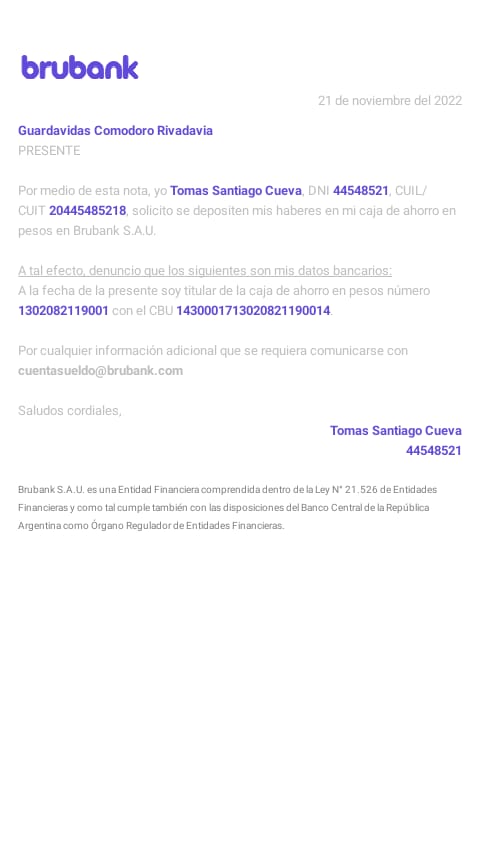 brubank
21 de noviembre del 2022
Guardavidas Comodoro Rivadavia
PRESENTE
Por medio de esta nota, yo Tomas Santiago Cueva, DNI 44548521, CUIL/
CUIT 20445485218, solicito se depositen mis haberes en mi caja de ahorro en
pesos en Brubank S.A.U.
A tal efecto, denuncio que los siguientes son mis datos bancarios:
A la fecha de la presente soy titular de la caja de ahorro en pesos número
1302082119001 con el CBU 1430001713020821190014.
Por cualquier información adicional que se requiera comunicarse con
cuentasueldo@brubank.com
Saludos cordiales,
Tomas Santiago Cueva
44548521
Brubank S.A.U. es una Entidad Financiera comprendida dentro de la Ley N° 21.526 de Entidades
Financieras y como tal cumple también con las disposiciones del Banco Central de la República
Argentina como Órgano Regulador de Entidades Financieras.